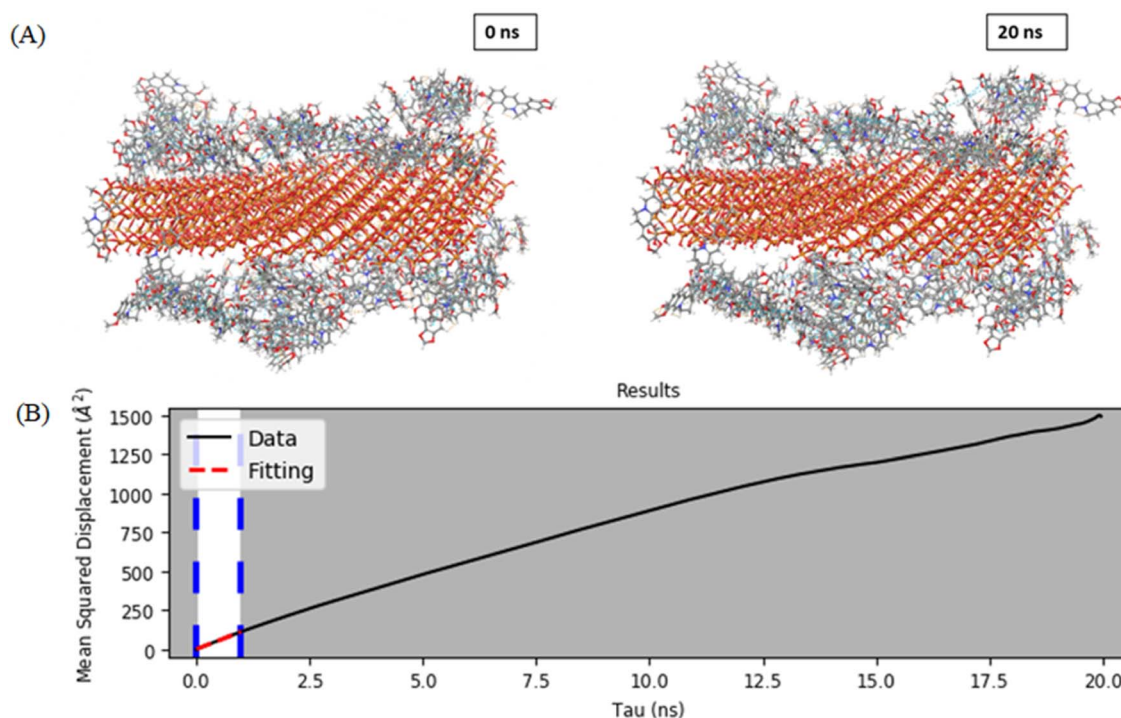 (A)
0 ns
20 ns
(B)
Results
Mean Squared Displacement (Å^2)
1500
1250
1000
750
500
250
0
Data
Fitting
0.0 2.5 5.0 7.5 10.0 12.5 15.0 17.5 20.0
Tau (ns)